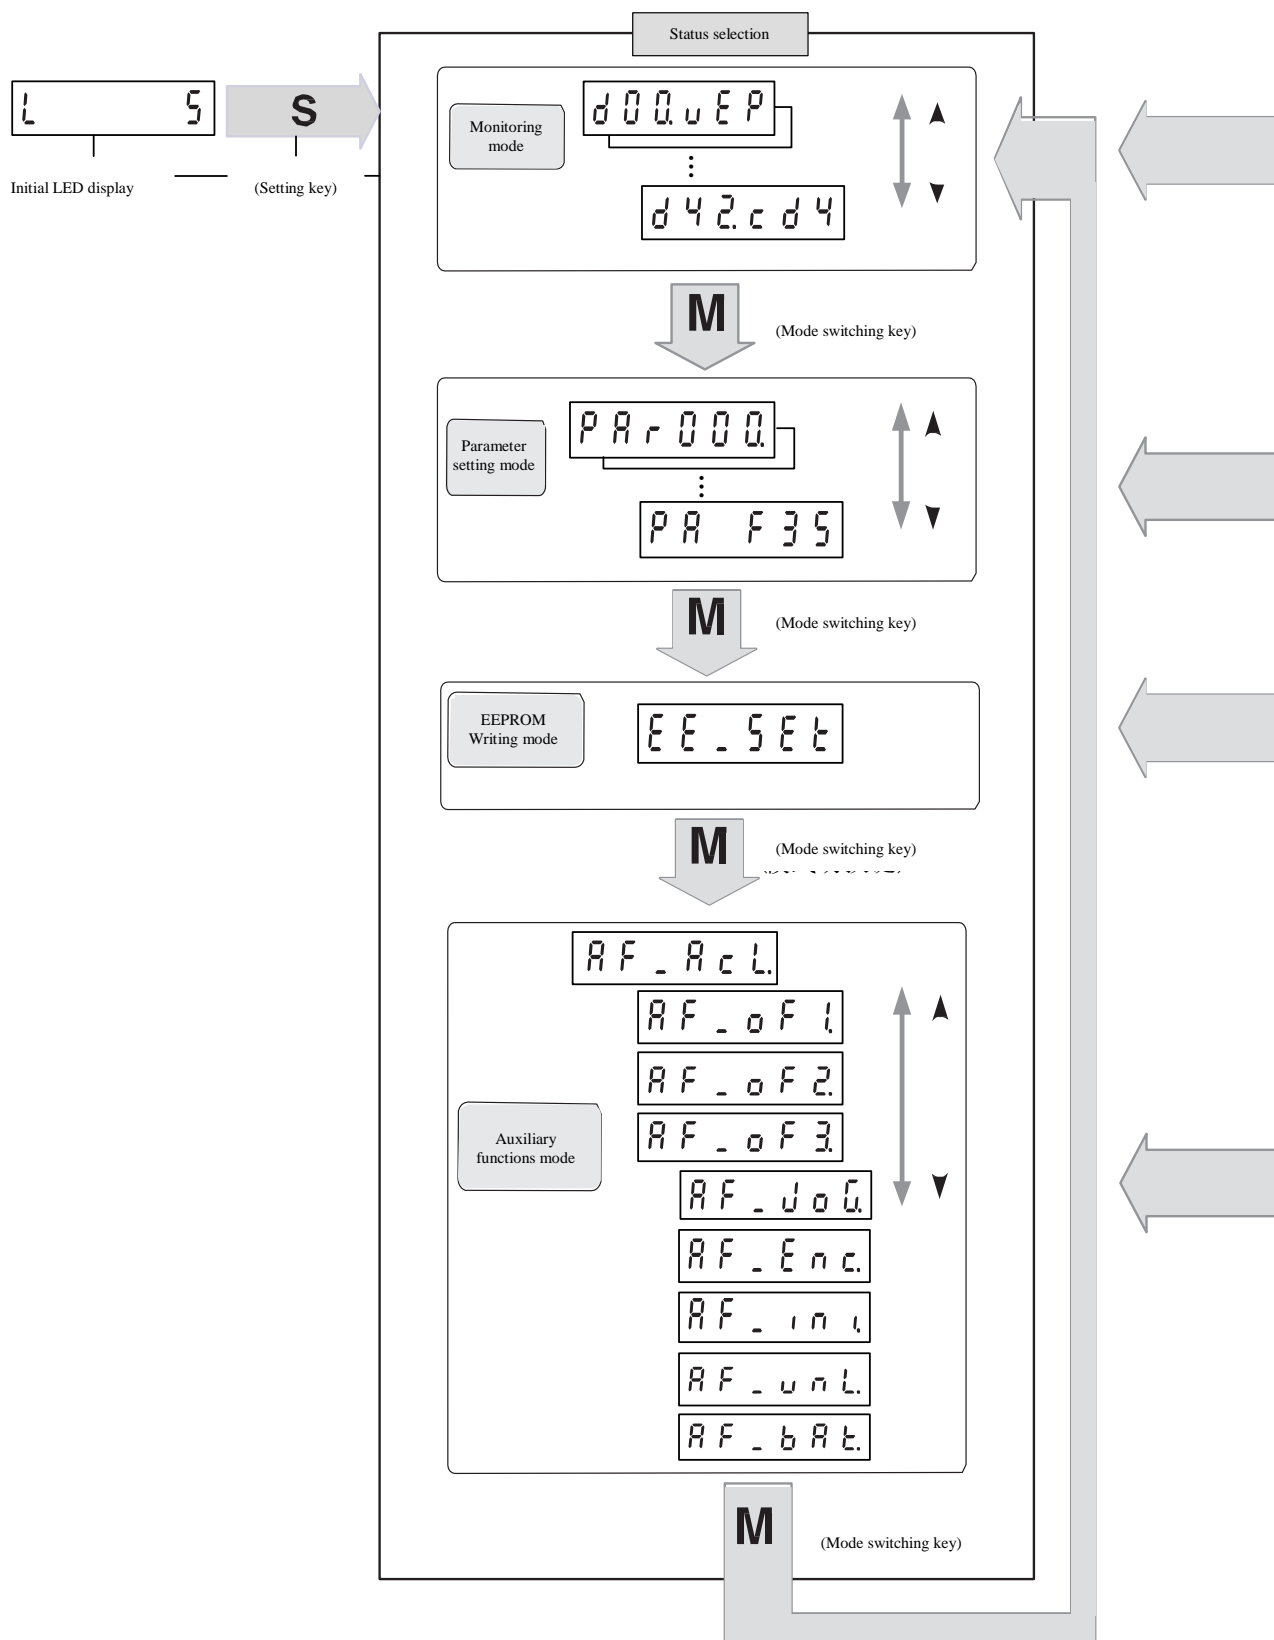 Status selection
L 5
S
Initial LED display
(Setting key)
Monitoring
mode
d00.uEP
d42.cd4
M
(Mode switching key)
Parameter
setting mode
PAr000.
PA F35
M
(Mode switching key)
EEPROM
Writing mode
EE_SEt
M
(Mode switching key)
AF_AcL.
AF_oF1.
AF_oF2.
AF_oF3.
Auxiliary
functions mode
AF_JoG.
AF_Enc.
AF_ini.
AF_unL.
AF_bAt.
M
(Mode switching key)